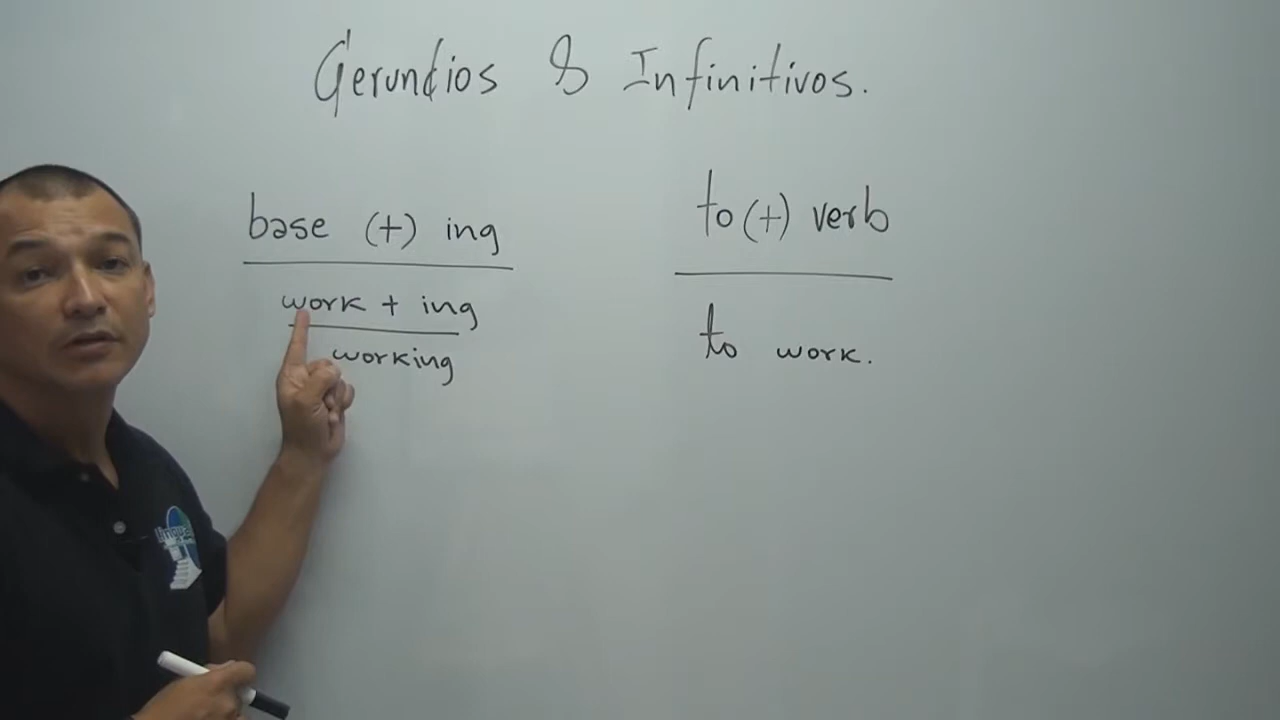 Gerundios & Infinitivos.
base (+) ing
work + ing
working
to (+) verb
to work.